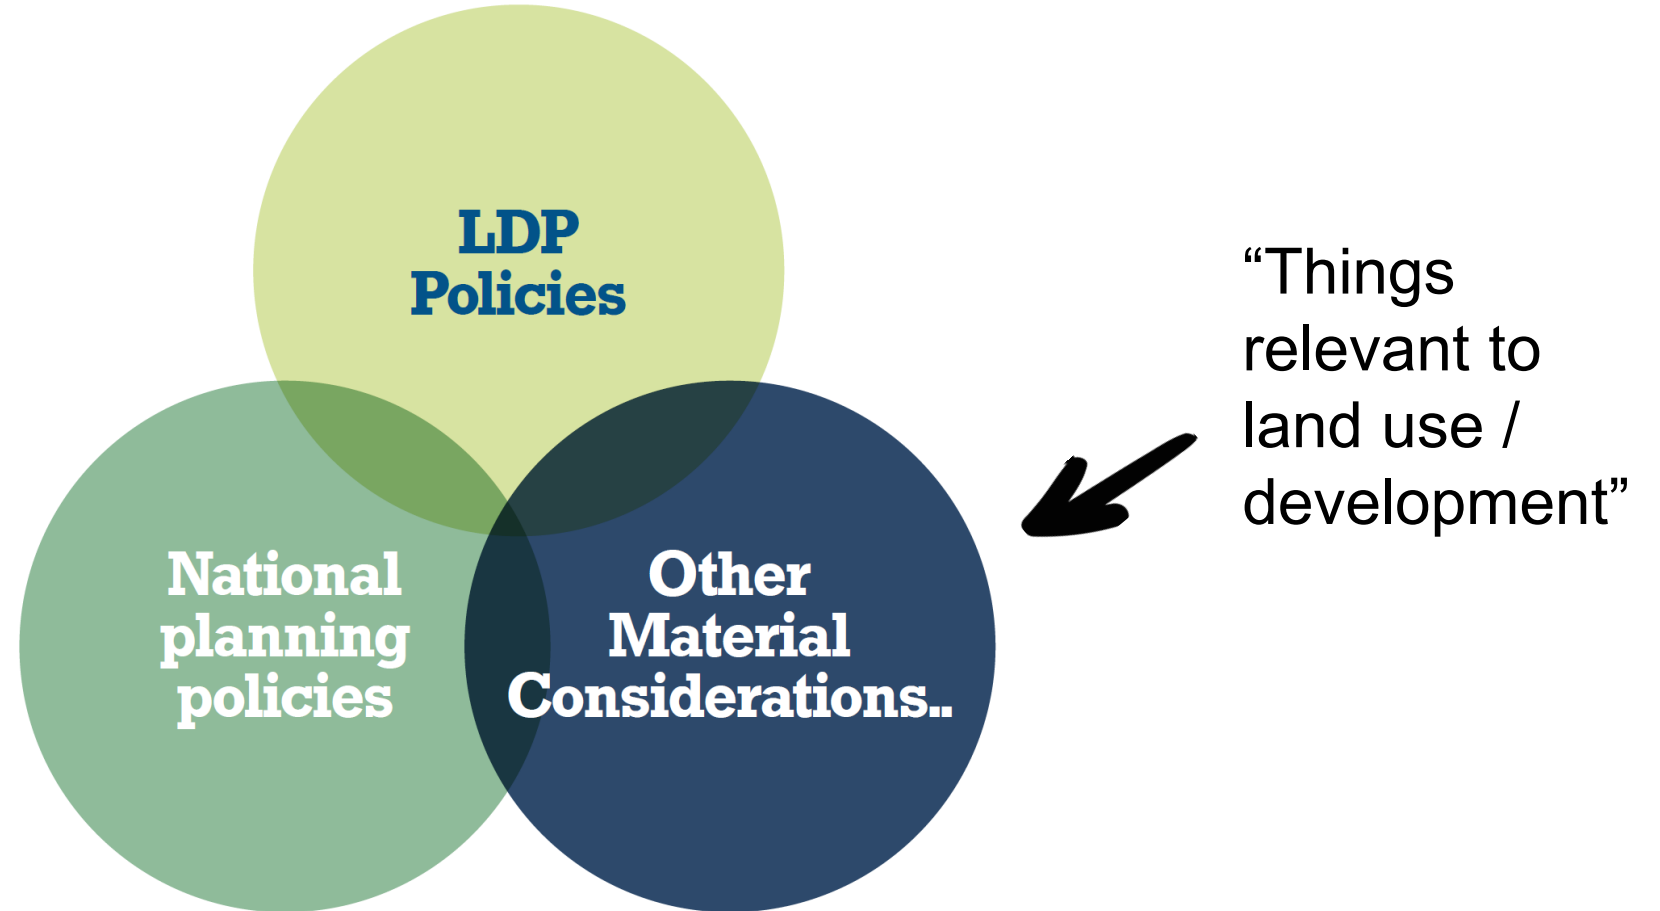 LDP
Policies
National
planning
policies
Other
Material
Considerations..
“Things
relevant to
land use /
development”